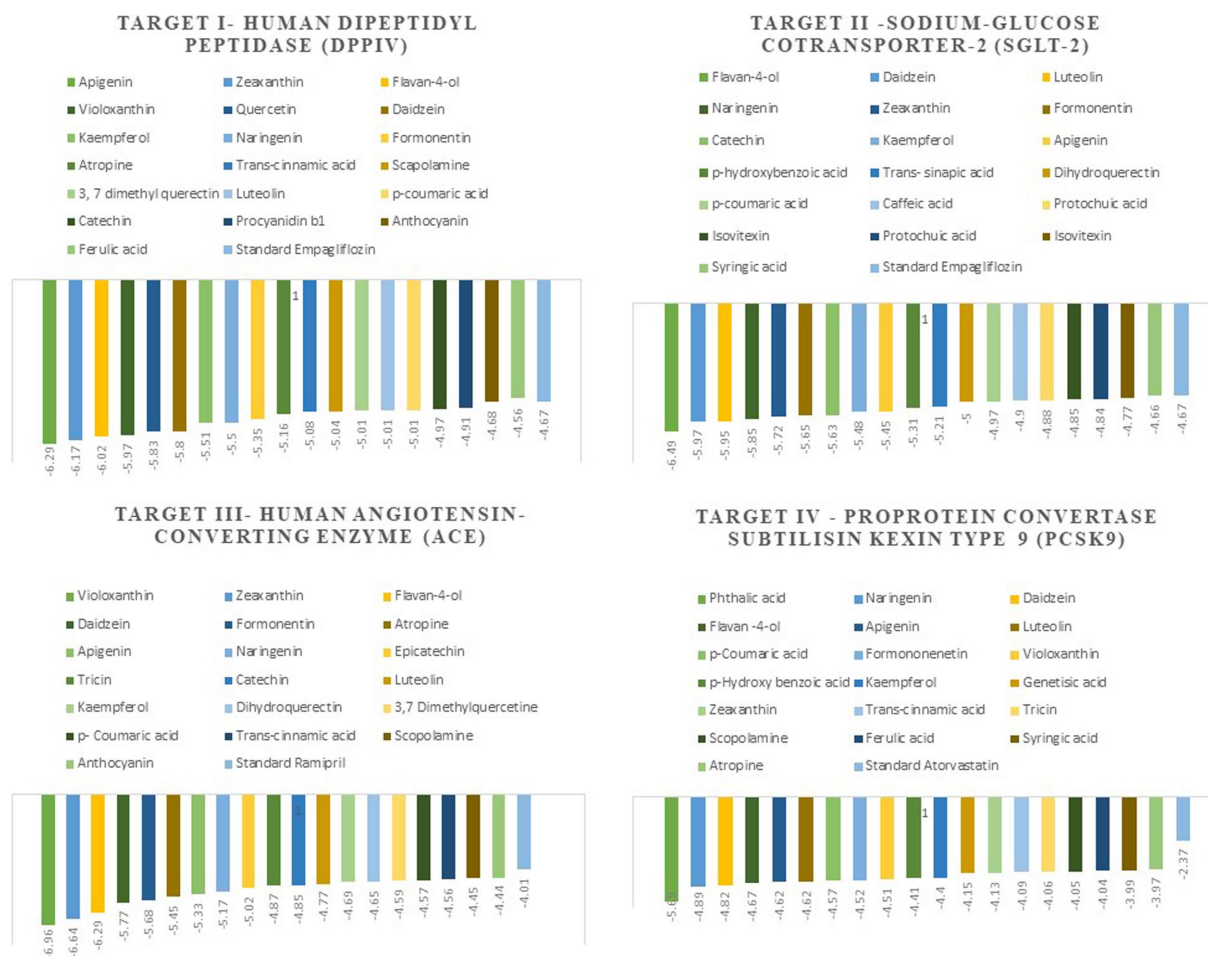 TARGET I- HUMAN DIPEPTIDYL
PEPTIDASE (DPPIV)
Apigenin Zeaxanthin Flavan-4-ol
Violoxanthin Quercetin Daidzein
Kaempferol Naringenin Formonentin
Atropine Trans-cinnamic acid Scapolamine
3, 7 dimethyl querectin Luteolin p-coumaric acid
Catechin Procyanidin b1 Anthocyanin
Ferulic acid Standard Empagliflozin
1
-6.29 -6.17 -6.02 -5.97 -5.83 -5.8 -5.51 -5.5 -5.35 -5.16 -5.08 -5.04 -5.01 -5.01 -5.01 -4.97 -4.91 -4.68 -4.56 -4.67
TARGET II -SODIUM-GLUCOSE
COTRANSPORTER-2 (SGLT-2)
Flavan-4-ol Daidzein Luteolin
Naringenin Zeaxanthin Formonentin
Catechin Kaempferol Apigenin
p-hydroxybenzoic acid Trans- sinapic acid Dihydroquerectin
p-coumaric acid Caffeic acid Protochuic acid
Isovitexin Protochuic acid Isovitexin
Syringic acid Standard Empagliflozin
1
-6.49 -5.97 -5.95 -5.85 -5.72 -5.65 -5.63 -5.48 -5.45 -5.31 -5.21 -5 -4.97 -4.9 -4.88 -4.85 -4.84 -4.77 -4.66 -4.67
TARGET III- HUMAN ANGIOTENSIN-
CONVERTING ENZYME (ACE)
Violoxanthin Zeaxanthin Flavan-4-ol
Daidzein Formonentin Atropine
Apigenin Naringenin Epicatechin
Tricin Catechin Luteolin
Kaempferol Dihydroquerectin 3,7 Dimethylquercetine
p- Coumaric acid Trans-cinnamic acid Scopolamine
Anthocyanin Standard Ramipril
1
-6.96 -6.64 -6.29 -5.77 -5.68 -5.45 -5.33 -5.17 -5.02 -4.87 -4.85 -4.77 -4.69 -4.65 -4.59 -4.57 -4.56 -4.45 -4.44 -4.01
TARGET IV - PROPROTEIN CONVERTASE
SUBTILISIN KEXIN TYPE 9 (PCSK9)
Phthalic acid Naringenin Daidzein
Flavan -4-ol Apigenin Luteolin
p-Coumaric acid Formononenetin Violoxanthin
p-Hydroxy benzoic acid Kaempferol Genetisic acid
Zeaxanthin Trans-cinnamic acid Tricin
Scopolamine Ferulic acid Syringic acid
Atropine Standard Atorvastatin
1
-4.89 -4.82 -4.67 -4.62 -4.62 -4.57 -4.52 -4.51 -4.41 -4.4 -4.15 -4.13 -4.09 -4.06 -4.05 -4.04 -3.99 -3.97 -2.37